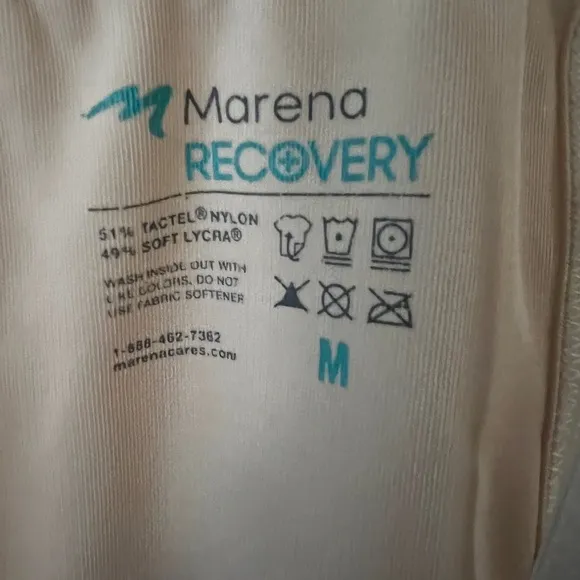 Marena
RECOVERY
51% TACTEL® NYLON
49% SOFT LYCRA®
WASH INSIDE OUT WITH
LIKE COLORS, DO NOT
USE FABRIC SOFTENER
1-888-462-7362
marenacares.com
M